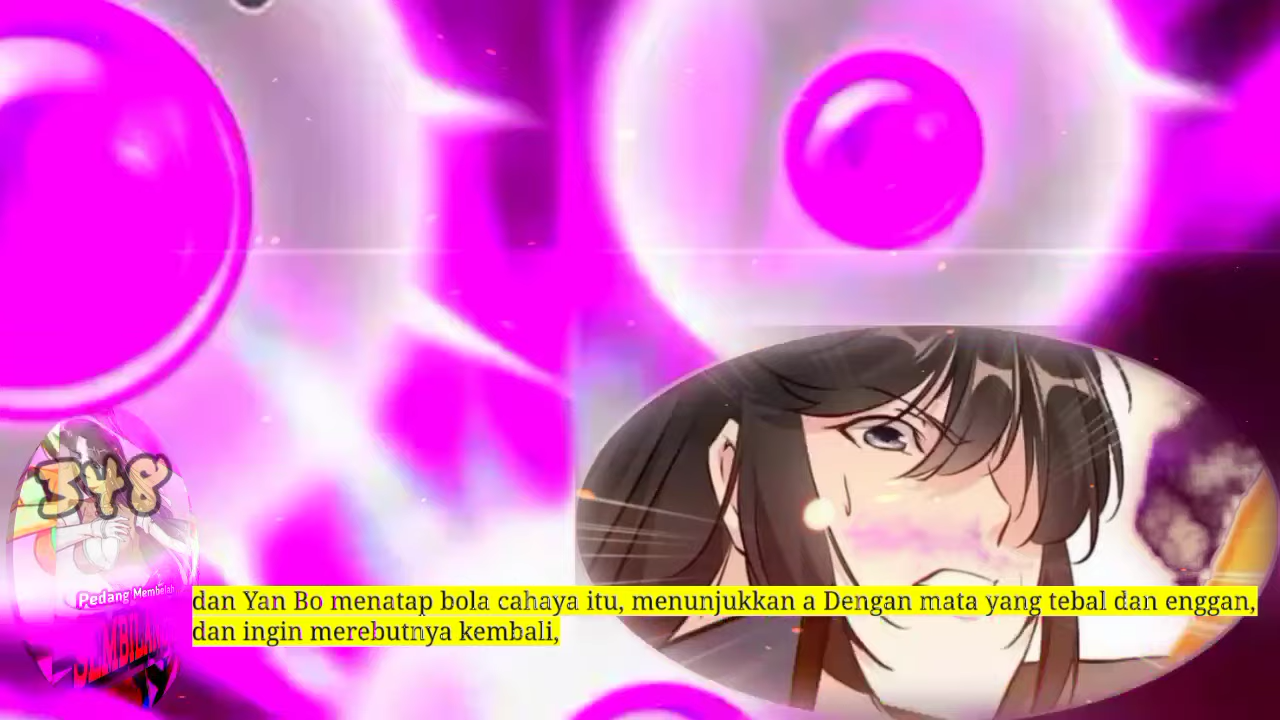 348
Pedang Membelah
SEMBILAN
dan Yan Bo menatap bola cahaya itu, menunjukkan a Dengan mata yang tebal dan enggan,
dan ingin merebutnya kembali,